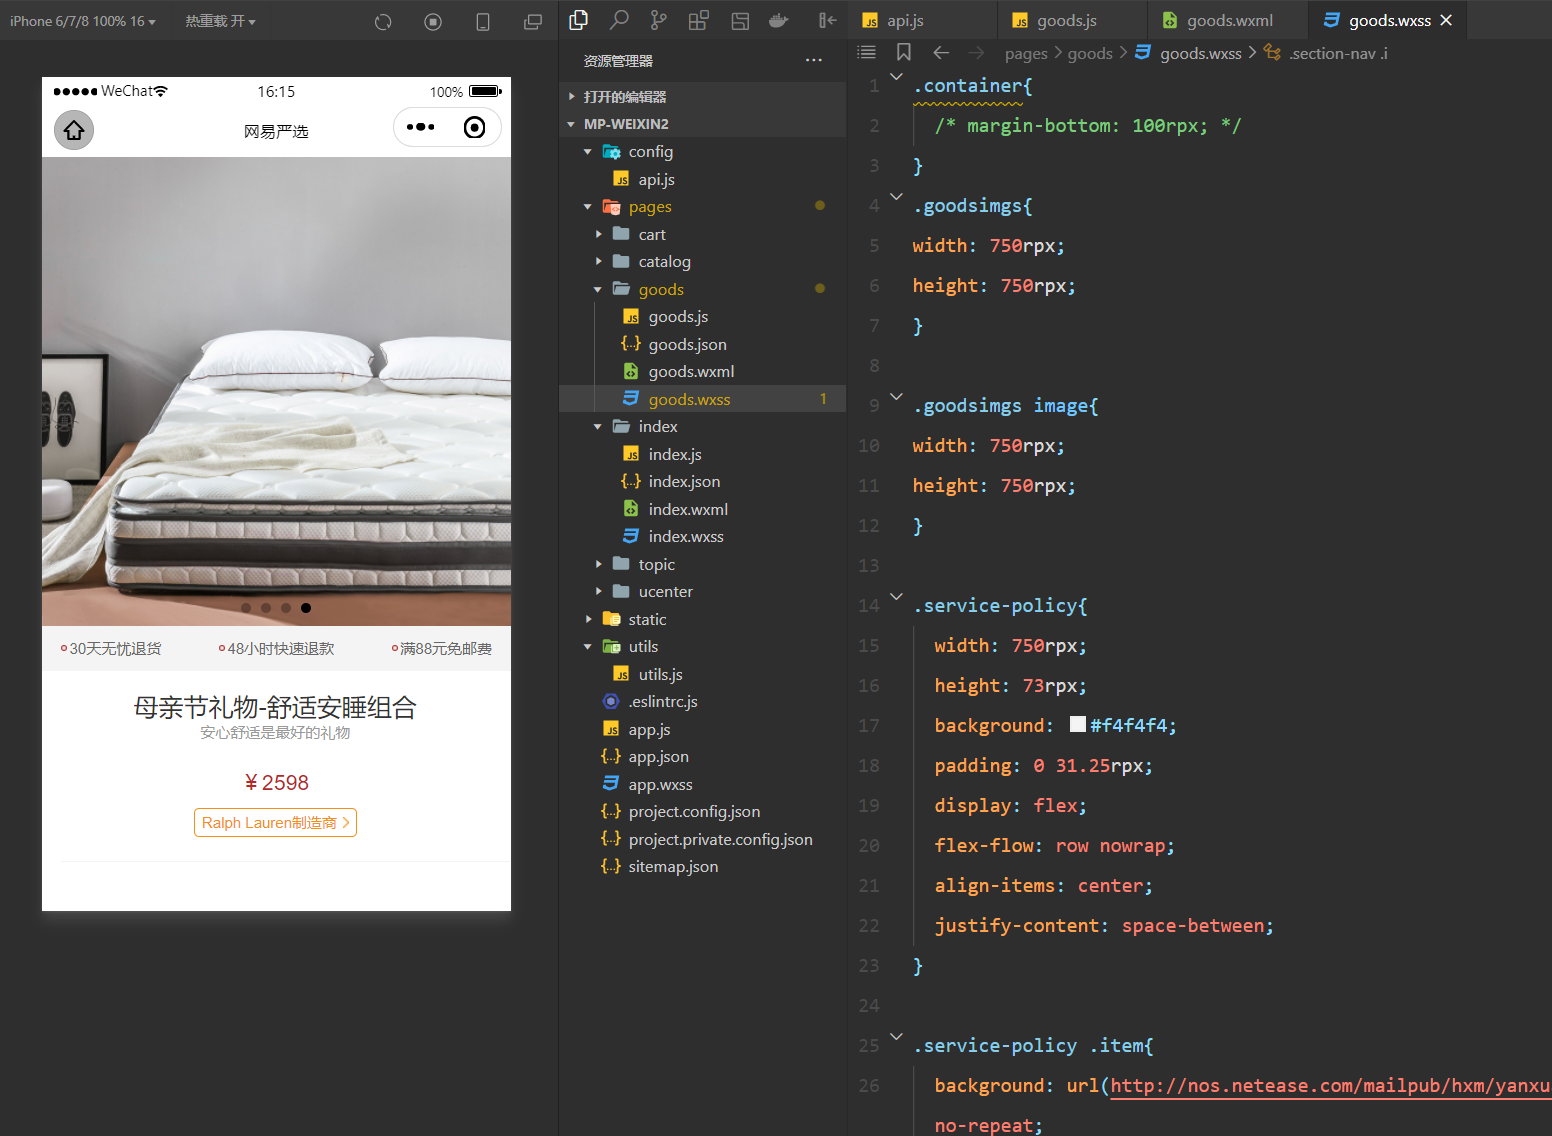 iPhone 6/7/8 100% 16
热重载 开
WeChat
16:15
100%
网易严选
30天无忧退货
48小时快速退款
满88元免邮费
母亲节礼物-舒适安睡组合
安心舒适是最好的礼物
¥ 2598
Ralph Lauren制造商
资源管理器
打开的编辑器
MP-WEIXIN2
config
api.js
pages
cart
catalog
goods
goods.js
goods.json
goods.wxml
goods.wxss 1
index
index.js
index.json
index.wxml
index.wxss
topic
ucenter
static
utils
utils.js
.eslintrc.js
app.js
app.json
app.wxss
project.config.json
project.private.config.json
sitemap.json
api.js
goods.js
goods.wxml
goods.wxss
pages > goods > goods.wxss > .section-nav .i
1 .container{
2 /* margin-bottom: 100rpx; */
3 }
4 .goodsimgs{
5 width: 750rpx;
6 height: 750rpx;
7 }
8
9 .goodsimgs image{
10 width: 750rpx;
11 height: 750rpx;
12 }
13
14 .service-policy{
15 width: 750rpx;
16 height: 73rpx;
17 background: #f4f4f4;
18 padding: 0 31.25rpx;
19 display: flex;
20 flex-flow: row nowrap;
21 align-items: center;
22 justify-content: space-between;
23 }
24
25 .service-policy .item{
26 background: url(http://nos.netease.com/mailpub/hxm/yanxu
no-repeat;